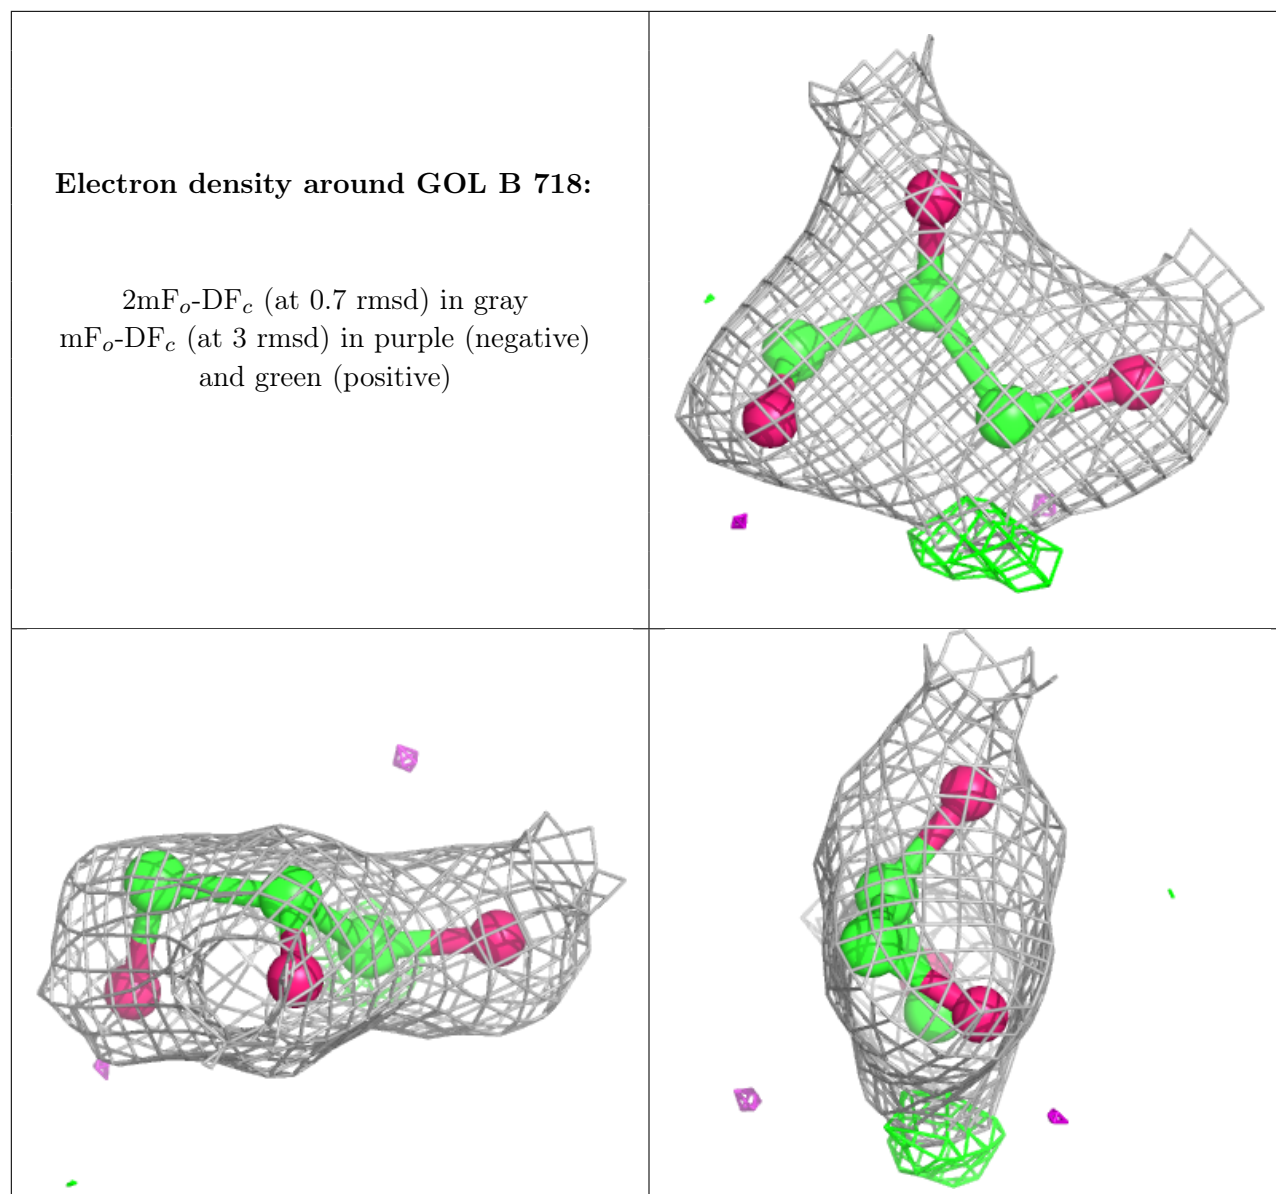 Electron density around GOL B 718:
2mFo-DFc (at 0.7 rmsd) in gray
mFo-DFc (at 3 rmsd) in purple (negative)
and green (positive)